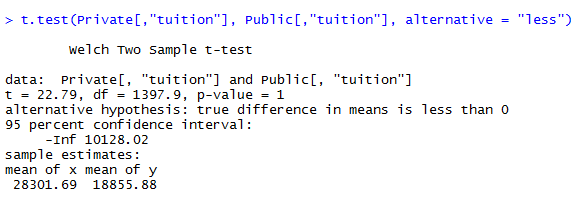 > t.test(Private[,"tuition"], Public[,"tuition"], alternative = "less")
Welch Two Sample t-test
data:  Private[, "tuition"] and Public[, "tuition"]
t = 22.79, df = 1397.9, p-value = 1
alternative hypothesis: true difference in means is less than 0
95 percent confidence interval:
-Inf 10128.02
sample estimates:
mean of x mean of y
28301.69  18855.88